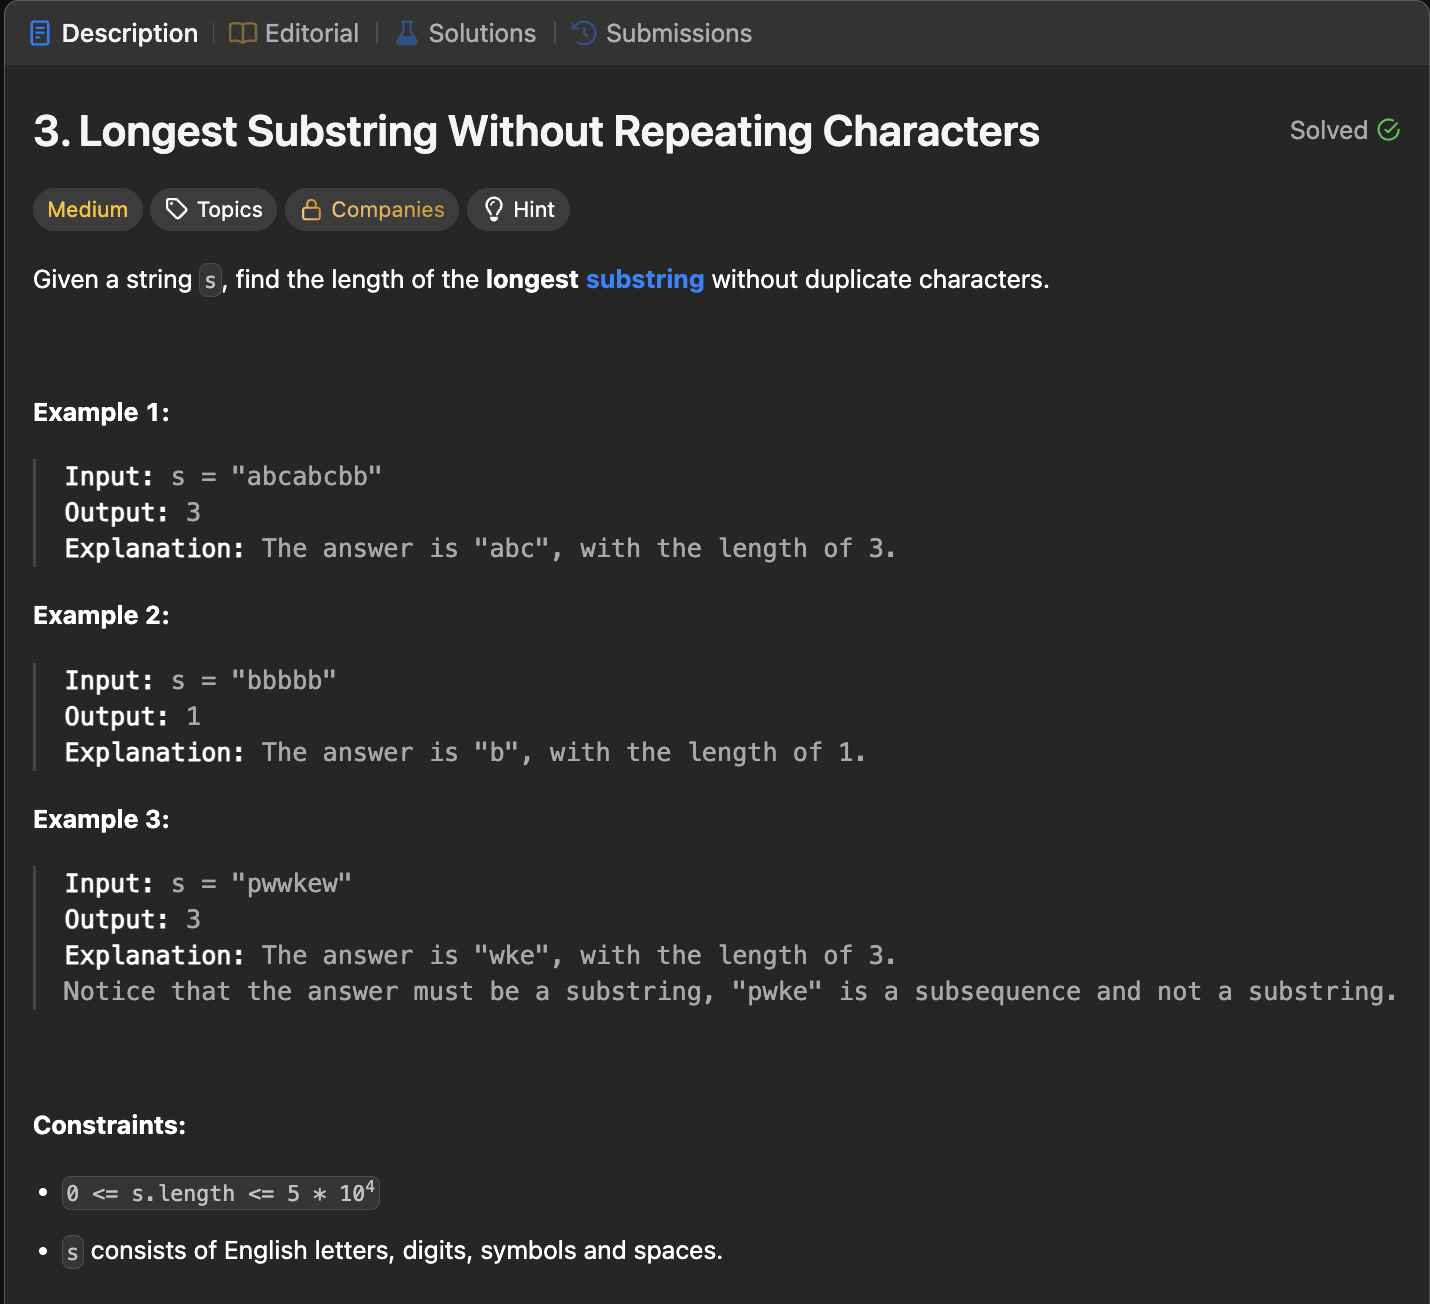 Description | Editorial | Solutions | Submissions
3. Longest Substring Without Repeating Characters
Solved
Medium Topics Companies Hint
Given a string s, find the length of the longest substring without duplicate characters.
Example 1:
Input: s = "abcabcbb"
Output: 3
Explanation: The answer is "abc", with the length of 3.
Example 2:
Input: s = "bbbbb"
Output: 1
Explanation: The answer is "b", with the length of 1.
Example 3:
Input: s = "pwwkew"
Output: 3
Explanation: The answer is "wke", with the length of 3.
Notice that the answer must be a substring, "pwke" is a subsequence and not a substring.
Constraints:
• 0 <= s.length <= 5 * 10⁴
• s consists of English letters, digits, symbols and spaces.